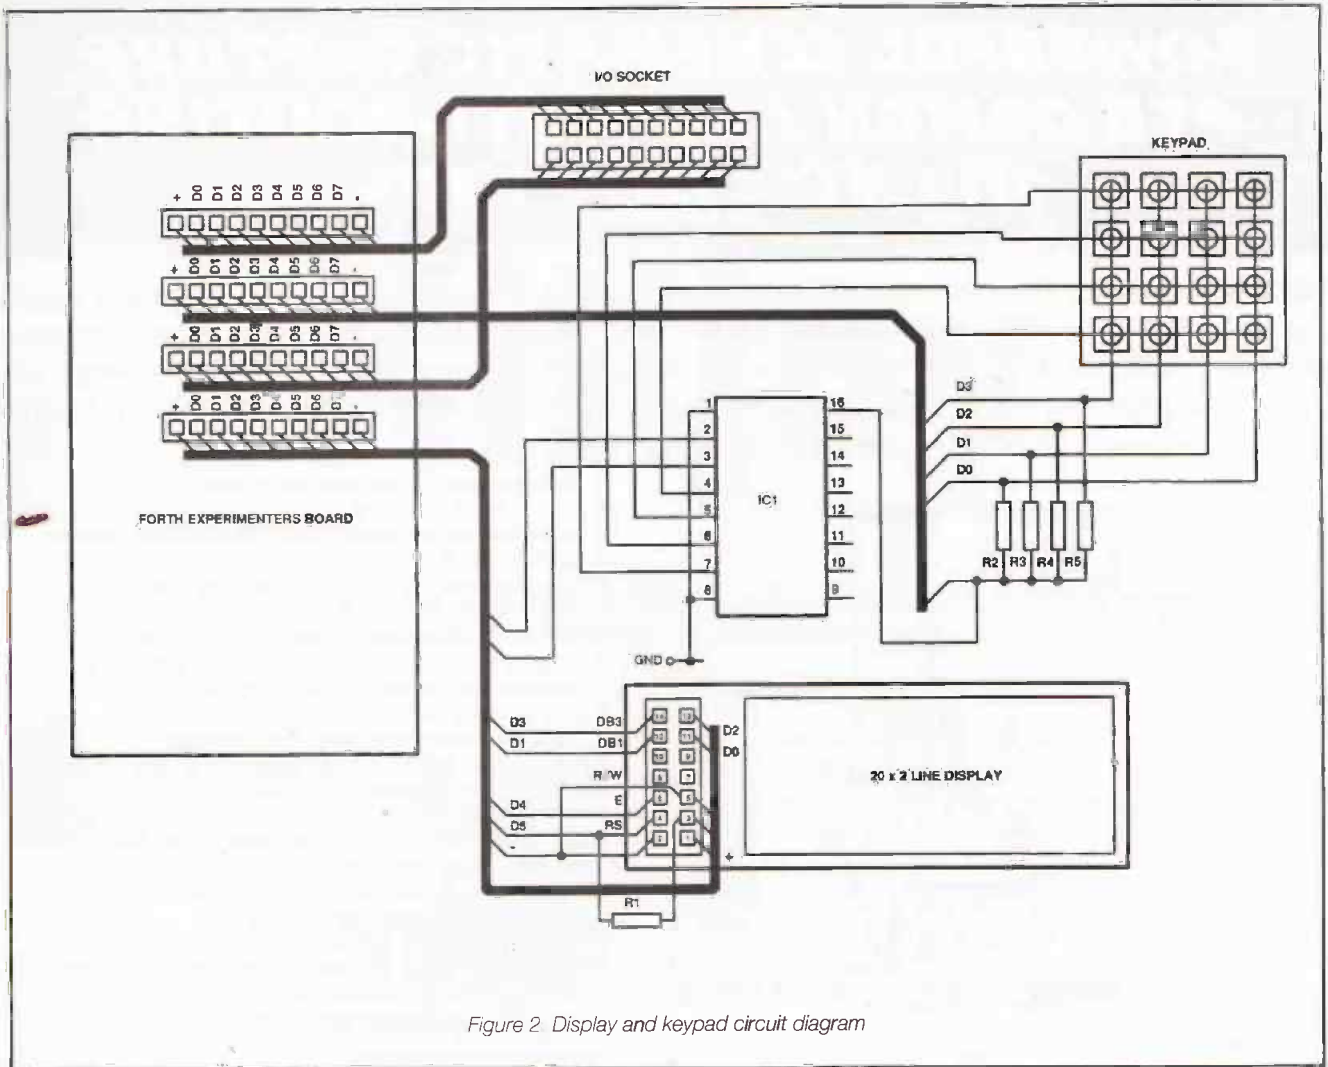 I/O SOCKET
KEYPAD
+ D0 D1 D2 D3 D4 D5 D6 D7 -
+ D0 D1 D2 D3 D4 D5 D6 D7 -
+ D0 D1 D2 D3 D4 D5 D6 D7 -
+ D0 D1 D2 D3 D4 D5 D6 -
FORTH EXPERIMENTERS BOARD
1 16
2 15
3 14
4 13
5 12
6 11
7 10
8 9
IC1
D3
D2
D1
D0
R2 R3 R4 R5
GND
D3 DB3 D2
D1 DB1 D0
R/W
D4 E
D5 RS
- +
R1
20 x 2 LINE DISPLAY
Figure 2 Display and keypad circuit diagram